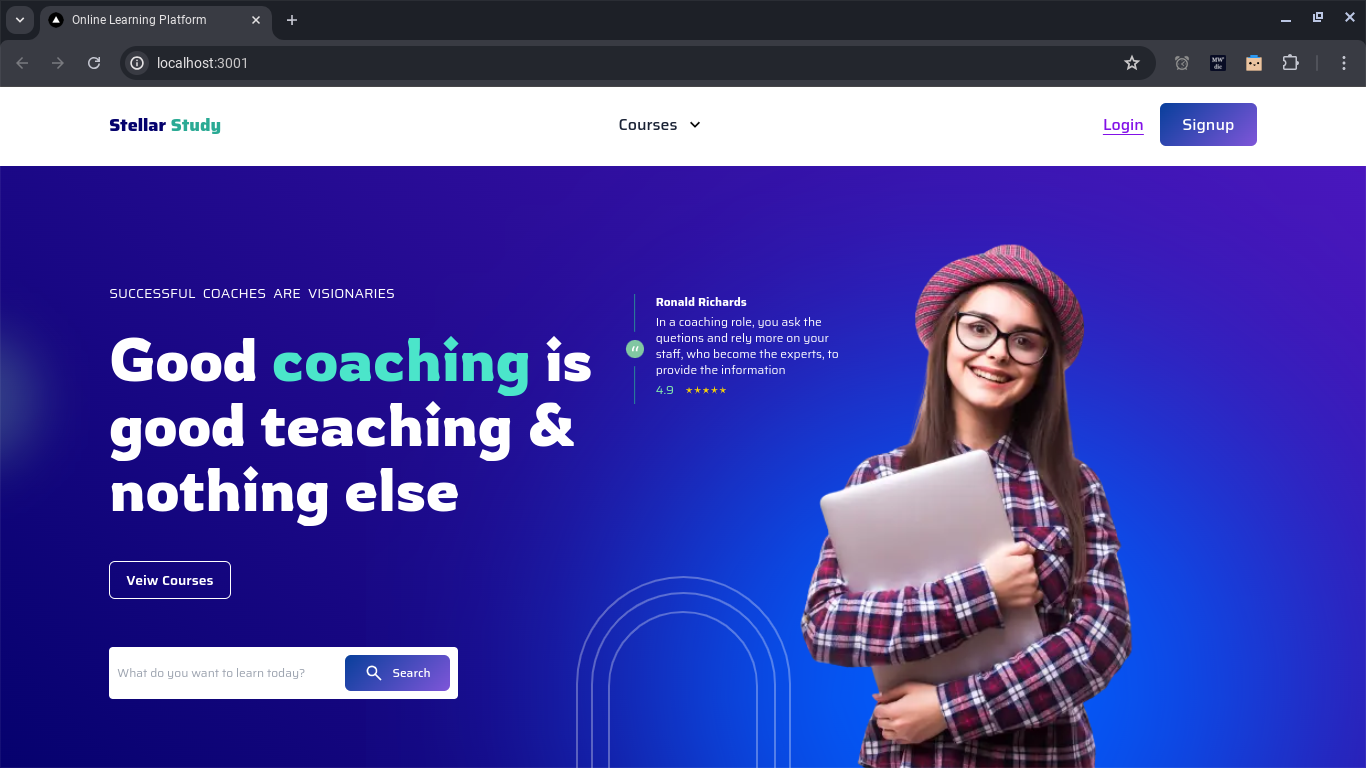 Online Learning Platform
localhost:3001
MW
dic
Stellar Study
Courses
Login
Signup
SUCCESSFUL COACHES ARE VISIONARIES
Good coaching is
good teaching &
nothing else
Ronald Richards
In a coaching role, you ask the
quetions and rely more on your
staff, who become the experts, to
provide the information
4.9 ★★★★★
Veiw Courses
What do you want to learn today?
Search